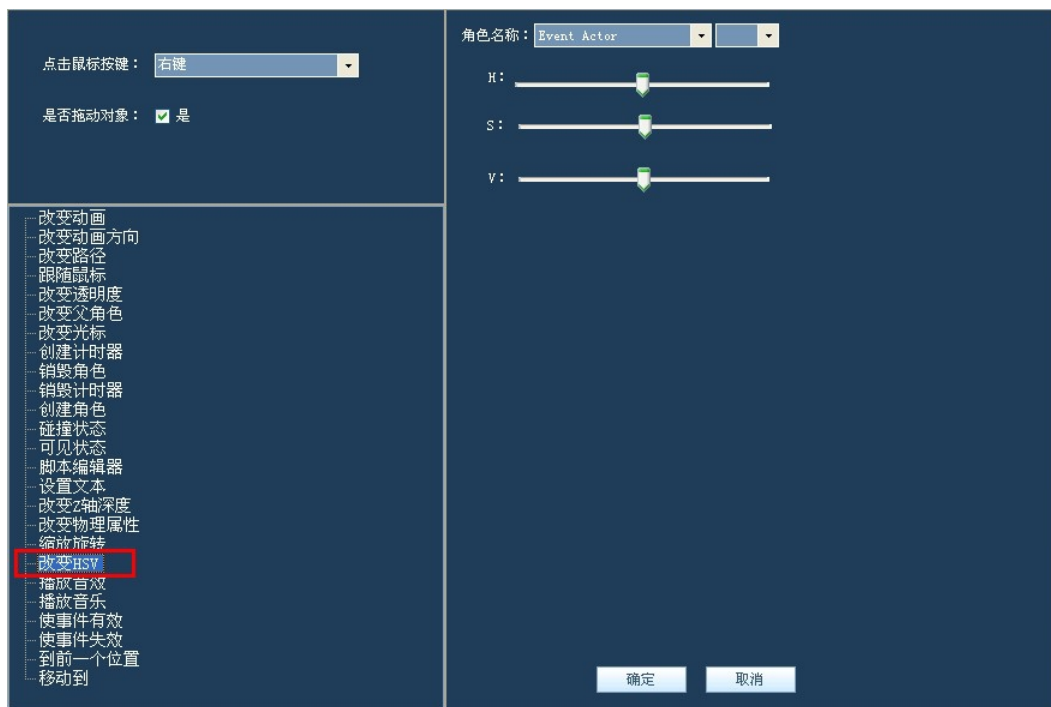 点击鼠标按键： 右键
是否拖动对象： 是
角色名称： Event Actor
H：
S：
V：
改变动画
改变动画方向
改变路径
跟随鼠标
改变透明度
改变父角色
改变光标
创建计时器
销毁角色
销毁计时器
创建角色
碰撞状态
可见状态
脚本编辑器
设置文本
改变Z轴深度
改变物理属性
缩放旋转
改变HSV
播放音效
播放音乐
使事件有效
使事件失效
到前一个位置
移动到
确定 取消